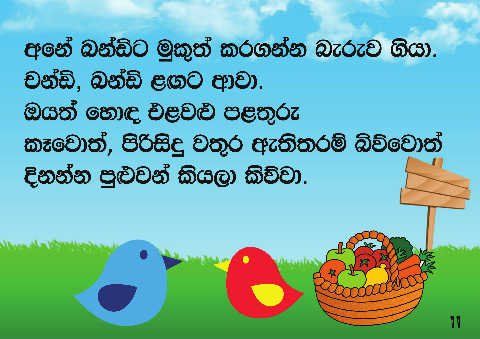 අනේ බන්ඩිට මුකුත් කරගන්න බැරුව ගියා.
චන්ඩි, බන්ඩි ළඟට ආවා.
ඔයත් හොඳ එළවළු පළතුරු
කෑවොත්, පිරිසිදු වතුර ඇතිතරම් බිව්වොත්
දිනන්න පුළුවන් කියලා කිව්වා.
11